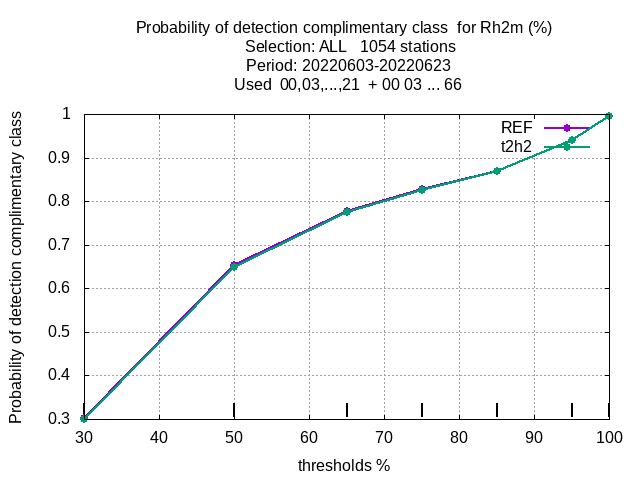 Probability of detection complimentary class  for Rh2m (%)
Selection: ALL   1054 stations
Period: 20220603-20220623
Used  00,03,...,21  + 00 03 ... 66
Probability of detection complimentary class
1
0.9
0.8
0.7
0.6
0.5
0.4
0.3
REF
t2h2
30 40 50 60 70 80 90 100
thresholds %